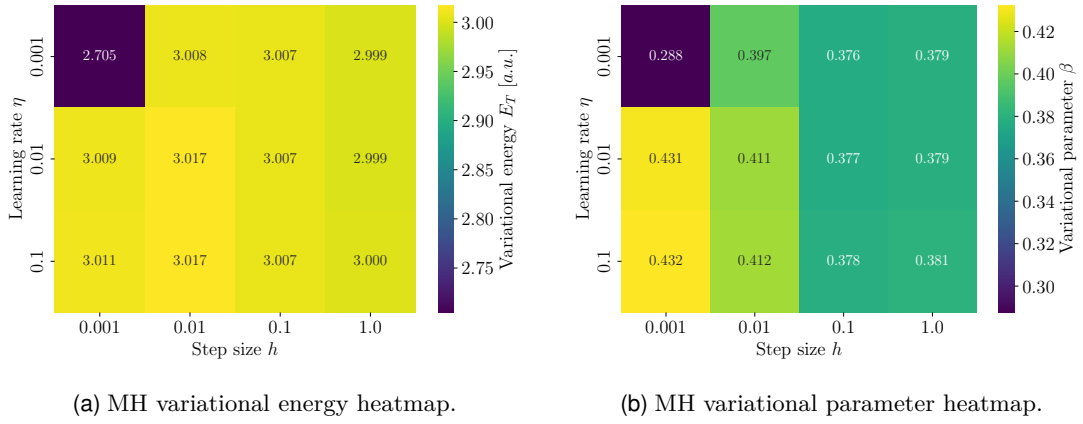 Learning rate η
0.001
0.01
0.1
2.705 3.008 3.007 2.999
3.009 3.017 3.007 2.999
3.011 3.017 3.007 3.000
0.001 0.01 0.1 1.0
Step size h
3.00
2.95
2.90
2.85
2.80
2.75
Variational energy E_T [a.u.]
(a) MH variational energy heatmap.
Learning rate η
0.001
0.01
0.1
0.288 0.397 0.376 0.379
0.431 0.411 0.377 0.379
0.432 0.412 0.378 0.381
0.001 0.01 0.1 1.0
Step size h
0.42
0.40
0.38
0.36
0.34
0.32
0.30
Variational parameter β
(b) MH variational parameter heatmap.